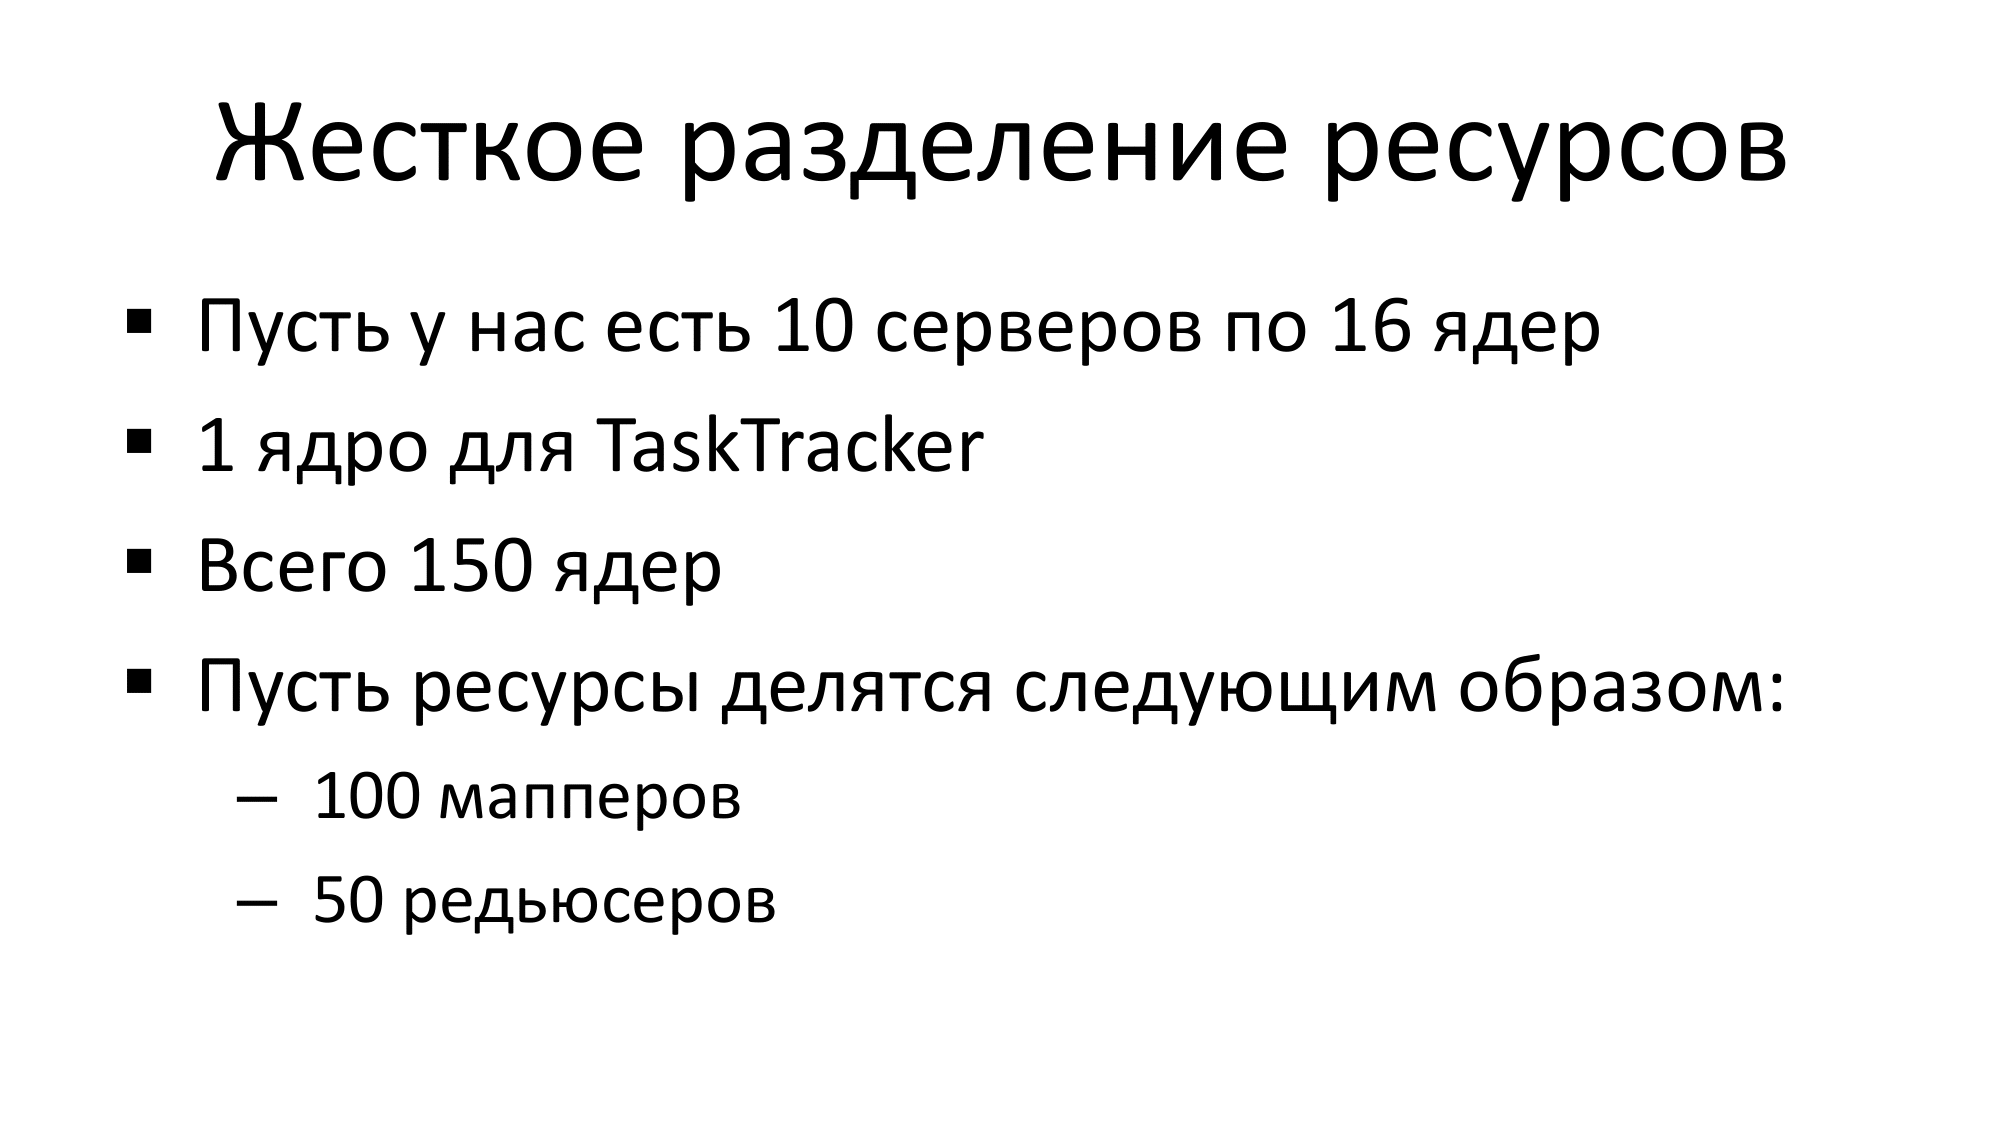 Жесткое разделение ресурсов
▪ Пусть у нас есть 10 серверов по 16 ядер
▪ 1 ядро для TaskTracker
▪ Всего 150 ядер
▪ Пусть ресурсы делятся следующим образом:
– 100 мапперов
– 50 редьюсеров